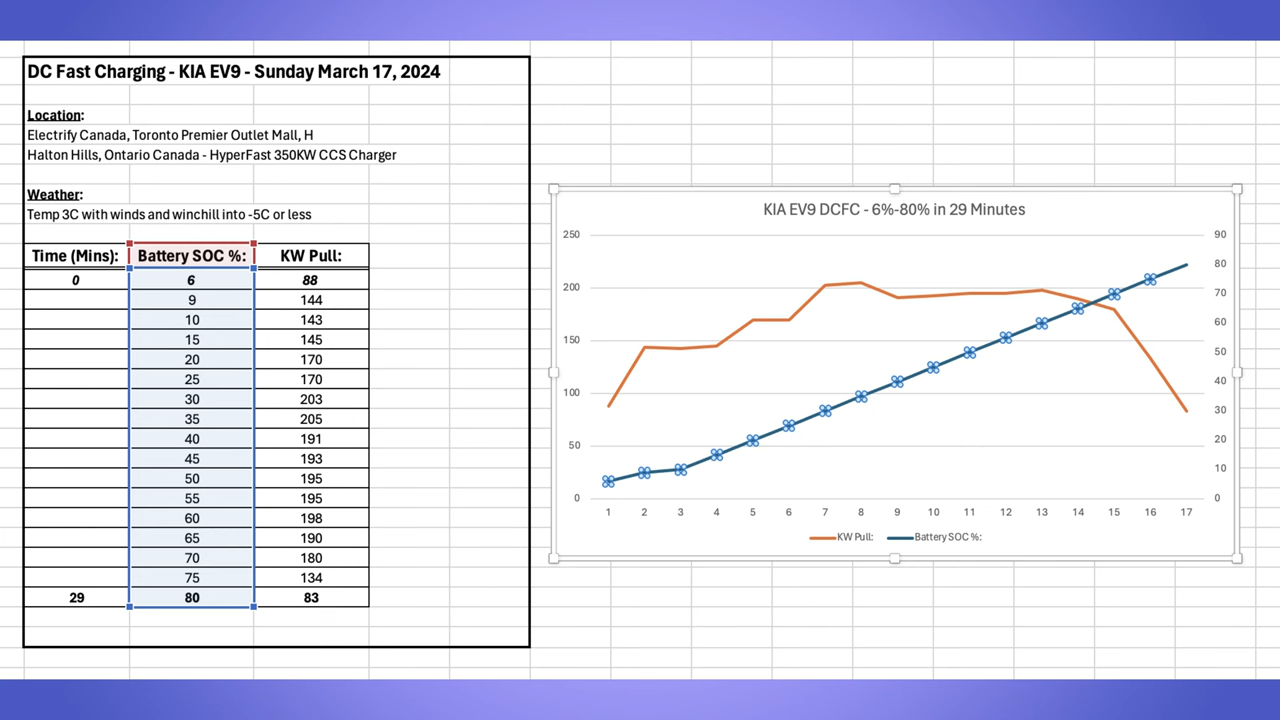 DC Fast Charging - KIA EV9 - Sunday March 17, 2024
Location:
Electrify Canada, Toronto Premier Outlet Mall, H
Halton Hills, Ontario Canada - HyperFast 350KW CCS Charger
Weather:
Temp 3C with winds and winchill into -5C or less
Time (Mins): Battery SOC %: KW Pull:
0 6 88
9 144
10 143
15 145
20 170
25 170
30 203
35 205
40 191
45 193
50 195
55 195
60 198
65 190
70 180
75 134
29 80 83
KIA EV9 DCFC - 6%-80% in 29 Minutes
250 90
80
200 70
60
150 50
40
100 30
20
50 10
0 0
1 2 3 4 5 6 7 8 9 10 11 12 13 14 15 16 17
KW Pull: Battery SOC %: